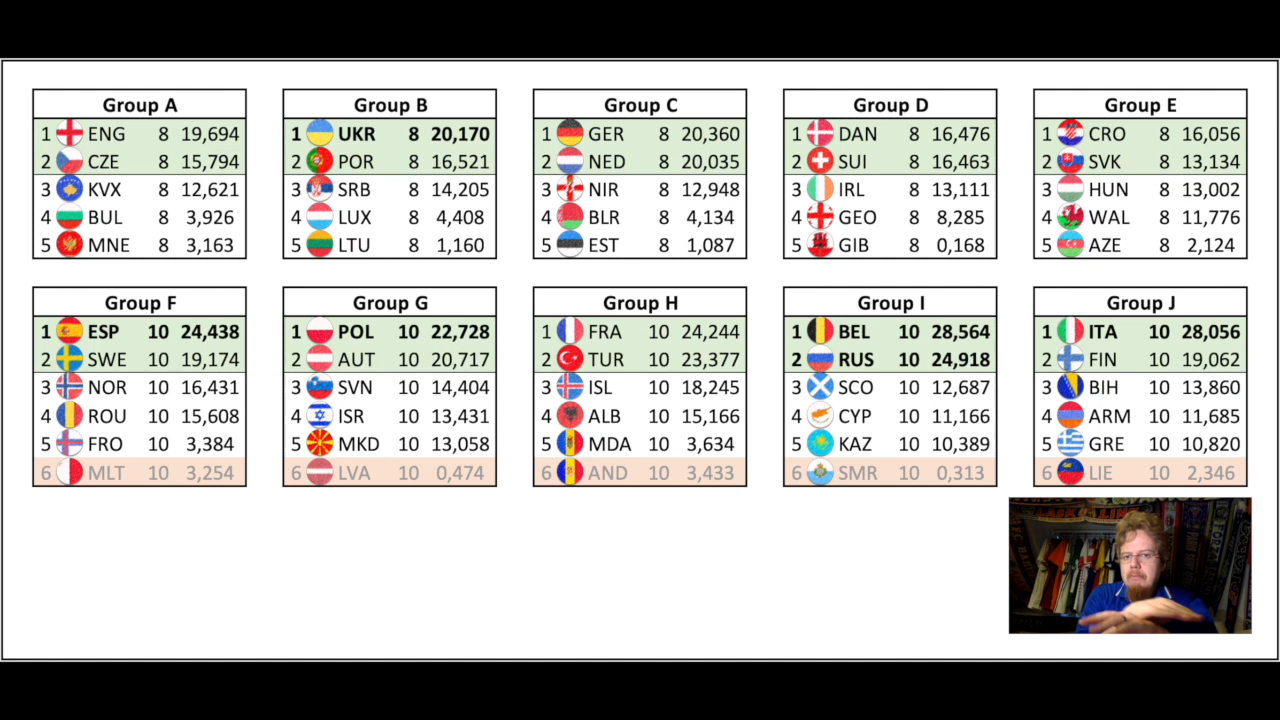 Group A
1 ENG 8 19,694
2 CZE 8 15,794
3 KVX 8 12,621
4 BUL 8 3,926
5 MNE 8 3,163
Group B
1 UKR 8 20,170
2 POR 8 16,521
3 SRB 8 14,205
4 LUX 8 4,408
5 LTU 8 1,160
Group C
1 GER 8 20,360
2 NED 8 20,035
3 NIR 8 12,948
4 BLR 8 4,134
5 EST 8 1,087
Group D
1 DAN 8 16,476
2 SUI 8 16,463
3 IRL 8 13,111
4 GEO 8 8,285
5 GIB 8 0,168
Group E
1 CRO 8 16,056
2 SVK 8 13,134
3 HUN 8 13,002
4 WAL 8 11,776
5 AZE 8 2,124
Group F
1 ESP 10 24,438
2 SWE 10 19,174
3 NOR 10 16,431
4 ROU 10 15,608
5 FRO 10 3,384
6 MLT 10 3,254
Group G
1 POL 10 22,728
2 AUT 10 20,717
3 SVN 10 14,404
4 ISR 10 13,431
5 MKD 10 13,058
6 LVA 10 0,474
Group H
1 FRA 10 24,244
2 TUR 10 23,377
3 ISL 10 18,245
4 ALB 10 15,166
5 MDA 10 3,634
6 AND 10 3,433
Group I
1 BEL 10 28,564
2 RUS 10 24,918
3 SCO 10 12,687
4 CYP 10 11,166
5 KAZ 10 10,389
6 SMR 10 0,313
Group J
1 ITA 10 28,056
2 FIN 10 19,062
3 BIH 10 13,860
4 ARM 10 11,685
5 GRE 10 10,820
6 LIE 10 2,346